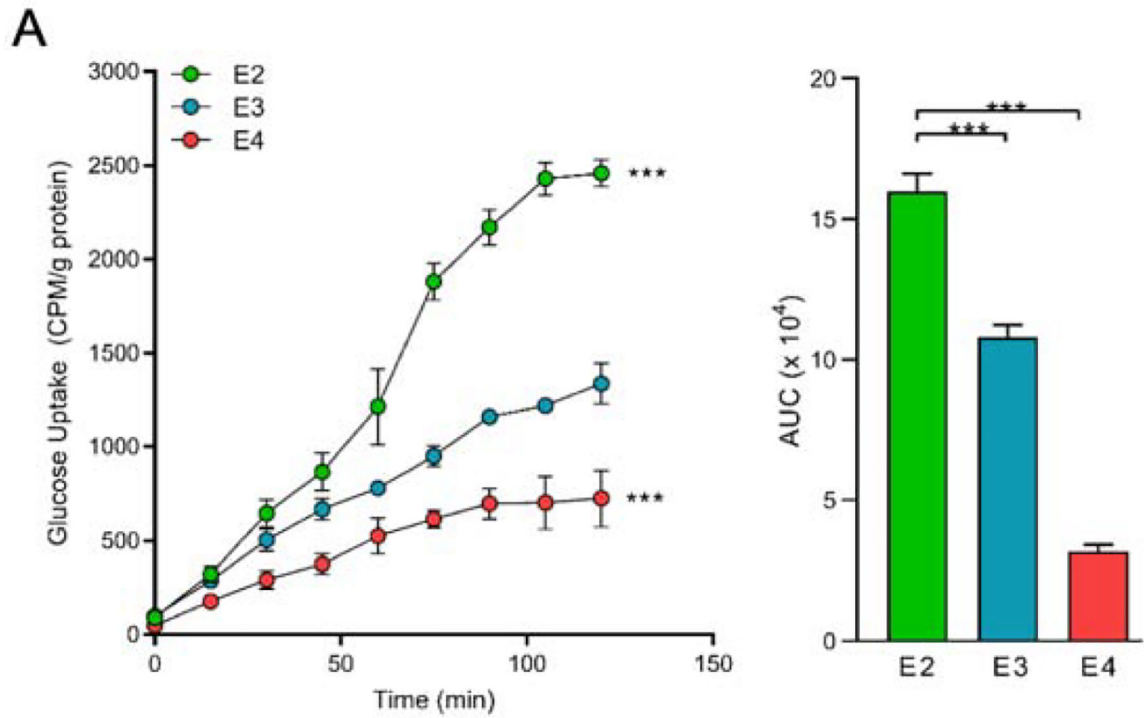 A
E2
E3
E4
3000
2500
2000
1500
1000
500
0
Glucose Uptake (CPM/g protein)
0
50
100
150
Time (min)
***
***
20
15
10
5
0
AUC (x 10⁴)
***
***
E2
E3
E4